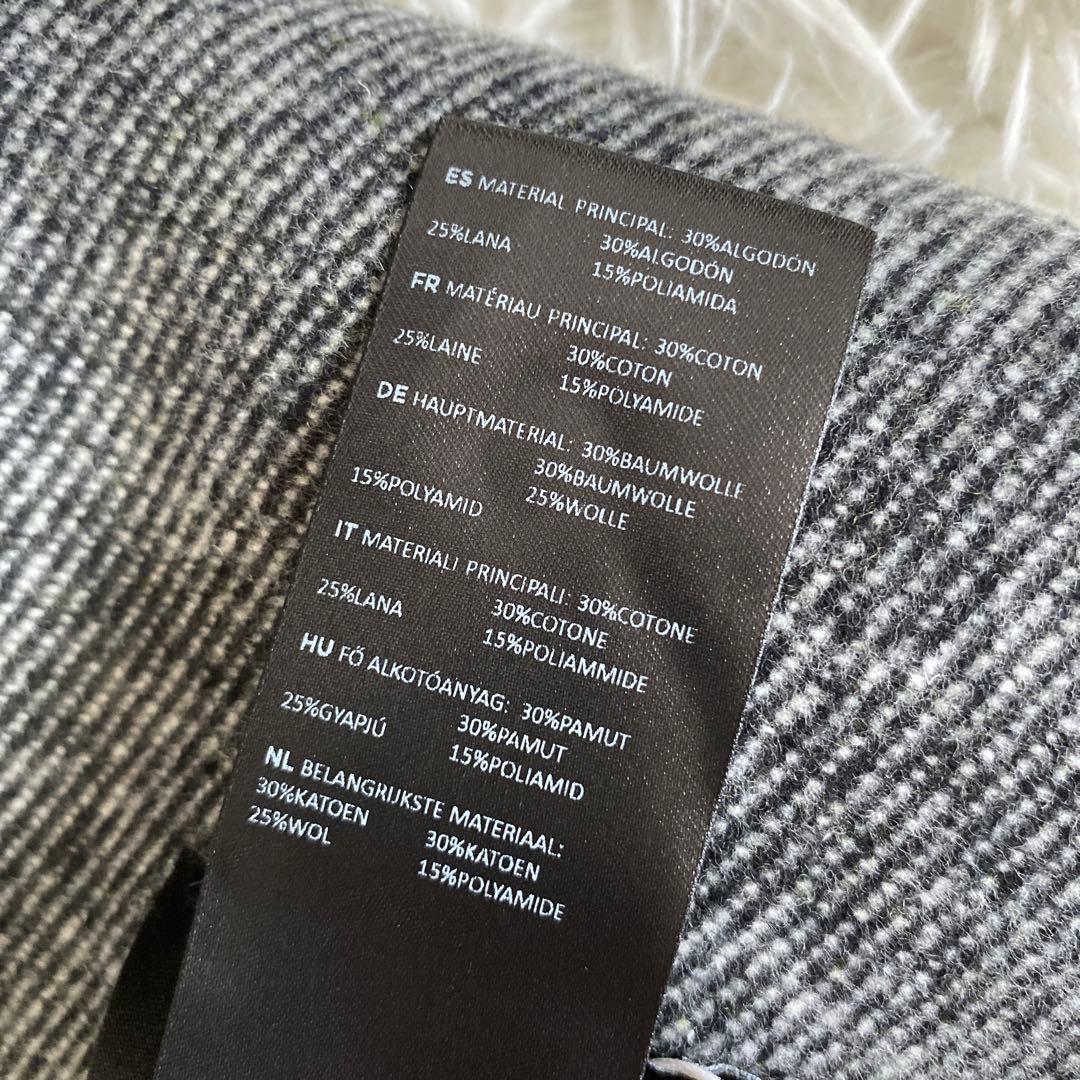 ES MATERIAL PRINCIPAL: 30%ALGODÓN
30%ALGODÓN
25%LANA 15%POLIAMIDA
FR MATÉRIAU PRINCIPAL: 30%COTON
30%COTON
25%LAINE 15%POLYAMIDE
DE HAUPTMATERIAL: 30%BAUMWOLLE
30%BAUMWOLLE
15%POLYAMID 25%WOLLE
IT MATERIALI PRINCIPALI: 30%COTONE
30%COTONE
25%LANA 15%POLIAMMIDE
HU FŐ ALKOTÓANYAG: 30%PAMUT
30%PAMUT
25%GYAPJÚ 15%POLIAMID
NL BELANGRIJKSTE MATERIAAL:
30%KATOEN 30%KATOEN
25%WOL 15%POLYAMIDE